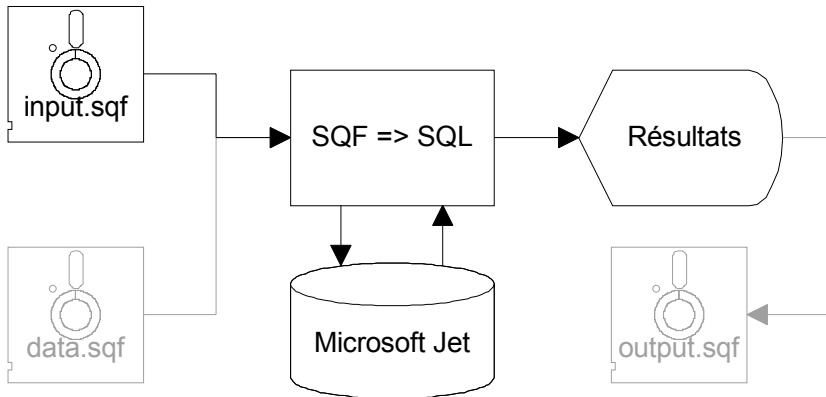 input.sqf
SQF => SQL
Résultats
data.sqf
Microsoft Jet
output.sqf